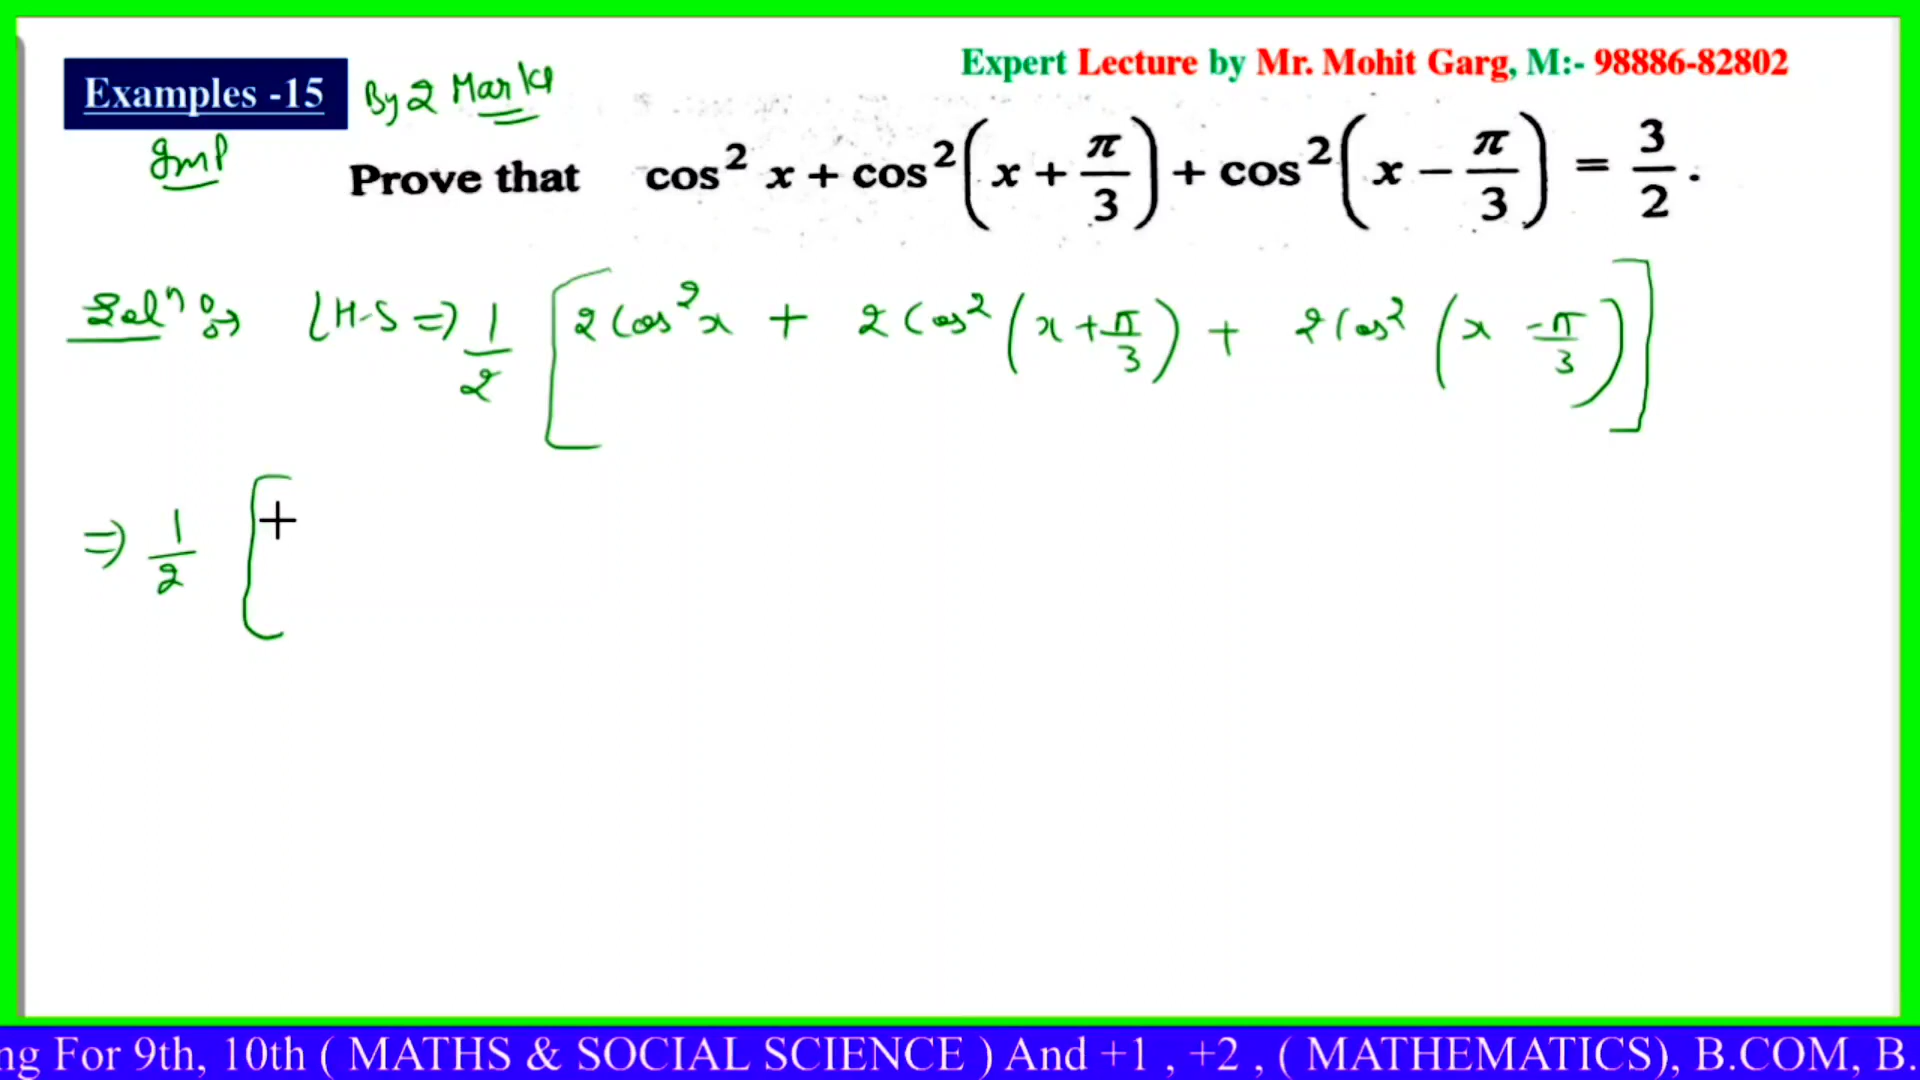 Expert Lecture by Mr. Mohit Garg, M:- 98886-82802
Examples -15 By 2 Marks
Imp
Prove that cos² x + cos² (x + π/3) + cos² (x − π/3) = 3/2 .
Solⁿ :→ L.H.S ⇒ 1/2 [2 Cos² x + 2 Cos² (x + π/3) + 2 Cos² (x − π/3)]
⇒ 1/2 [
ng For 9th, 10th ( MATHS & SOCIAL SCIENCE ) And +1 , +2 , ( MATHEMATICS), B.COM, B.